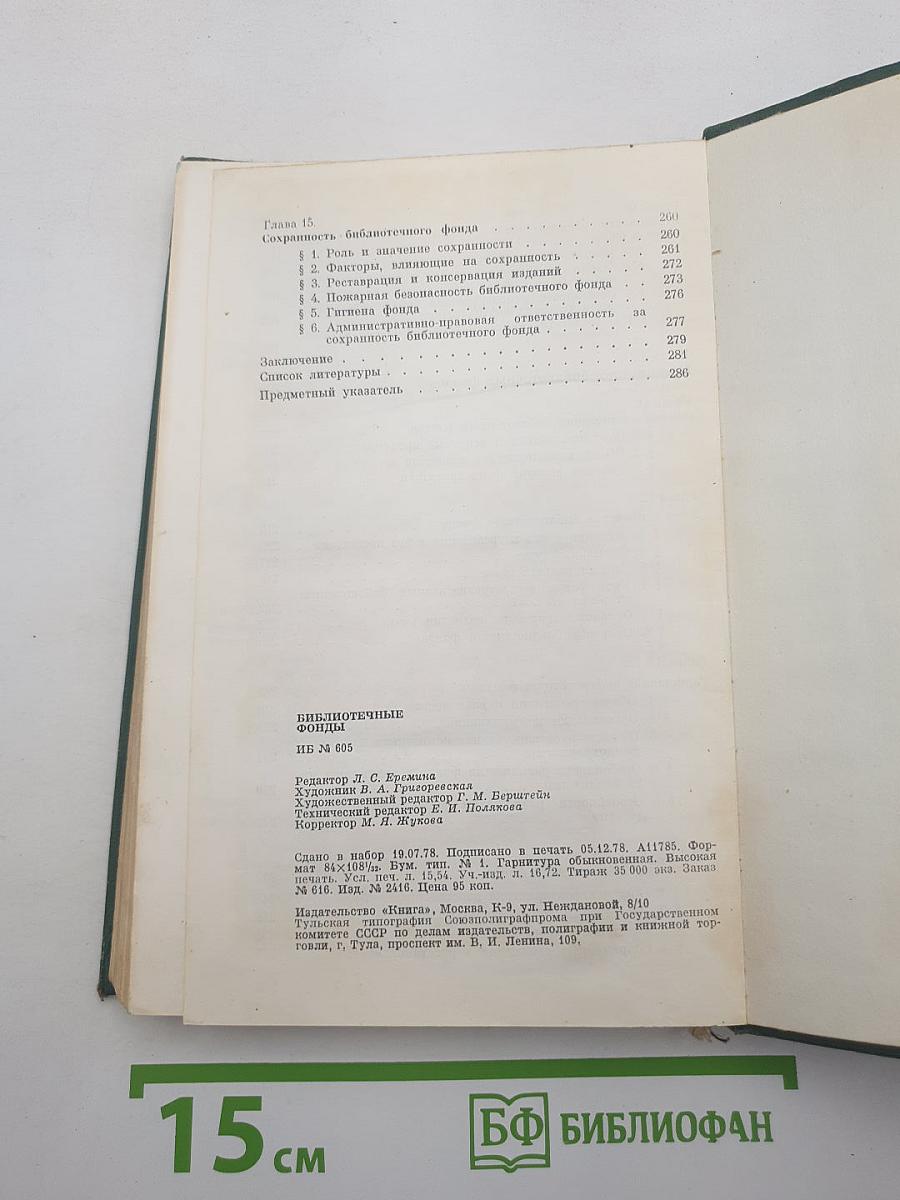 Глава 15.
Сохранность библиотечного фонда . . . . . . . . . . 260
§ 1. Роль и значение сохранности . . . . . . . . 260
§ 2. Факторы, влияющие на сохранность . . . . . 261
§ 3. Реставрация и консервация изданий . . . . . 272
§ 4. Пожарная безопасность библиотечного фонда . . 273
§ 5. Гигиена фонда . . . . . . . . . . . . . . 276
§ 6. Административно-правовая ответственность за
сохранность библиотечного фонда . . . . . . . 277
Заключение . . . . . . . . . . . . . . . . . 279
Список литературы . . . . . . . . . . . . . . 281
Предметный указатель . . . . . . . . . . . . . 286
БИБЛИОТЕЧНЫЕ
ФОНДЫ
ИБ № 605
Редактор Л. С. Еремина
Художник В. А. Григоревская
Художественный редактор Г. М. Берштейн
Технический редактор Е. И. Полякова
Корректор М. Я. Жукова
Сдано в набор 19.07.78. Подписано в печать 05.12.78. А11785. Фор-
мат 84×108¹/₃₂. Бум. тип. № 1. Гарнитура обыкновенная. Высокая
печать. Усл. печ. л. 15,54. Уч.-изд. л. 16,72. Тираж 35 000 экз. Заказ
№ 616. Изд. № 2416. Цена 95 коп.
Издательство «Книга», Москва, К-9, ул. Неждановой, 8/10
Тульская типография Союзполиграфпрома при Государственном
комитете СССР по делам издательств, полиграфии и книжной тор-
говли, г. Тула, проспект им. В. И. Ленина, 109.
15 см
БФ БИБЛИОФАН